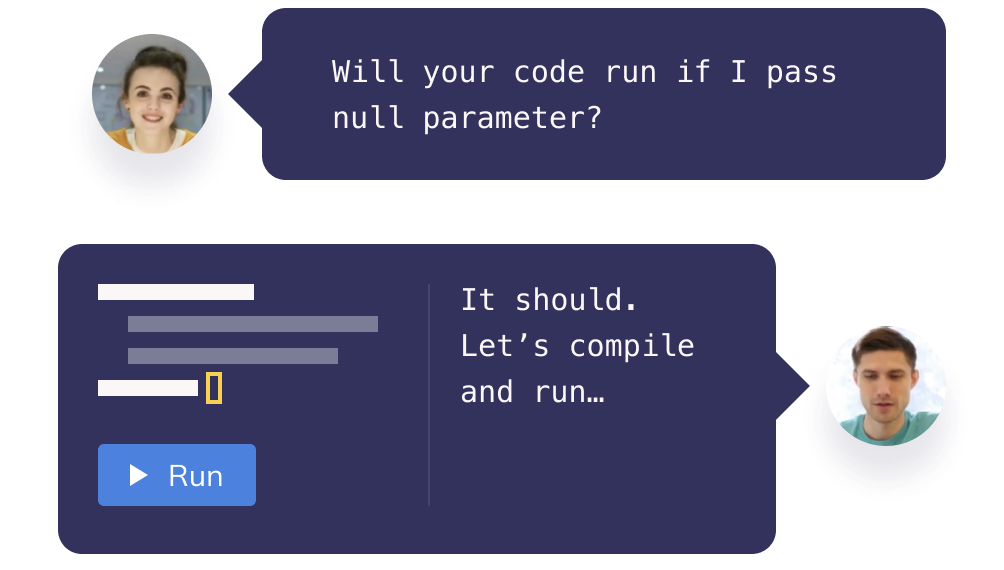 Will your code run if I pass
null parameter?
It should.
Let’s compile
and run…
Run